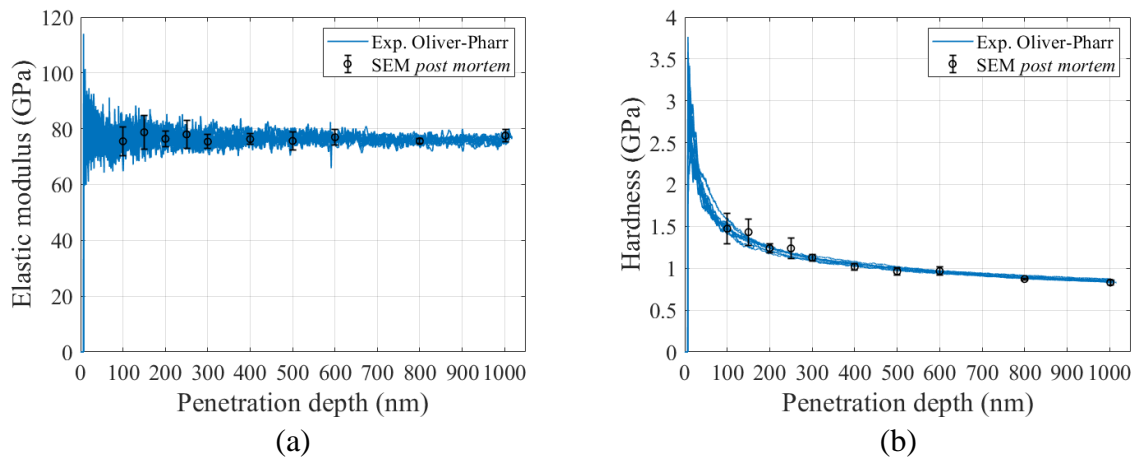 120
100
80
60
40
20
0
Elastic modulus (GPa)
Exp. Oliver-Pharr
SEM post mortem
0 100 200 300 400 500 600 700 800 900 1000
Penetration depth (nm)
(a)
4
3.5
3
2.5
2
1.5
1
0.5
0
Hardness (GPa)
Exp. Oliver-Pharr
SEM post mortem
0 100 200 300 400 500 600 700 800 900 1000
Penetration depth (nm)
(b)